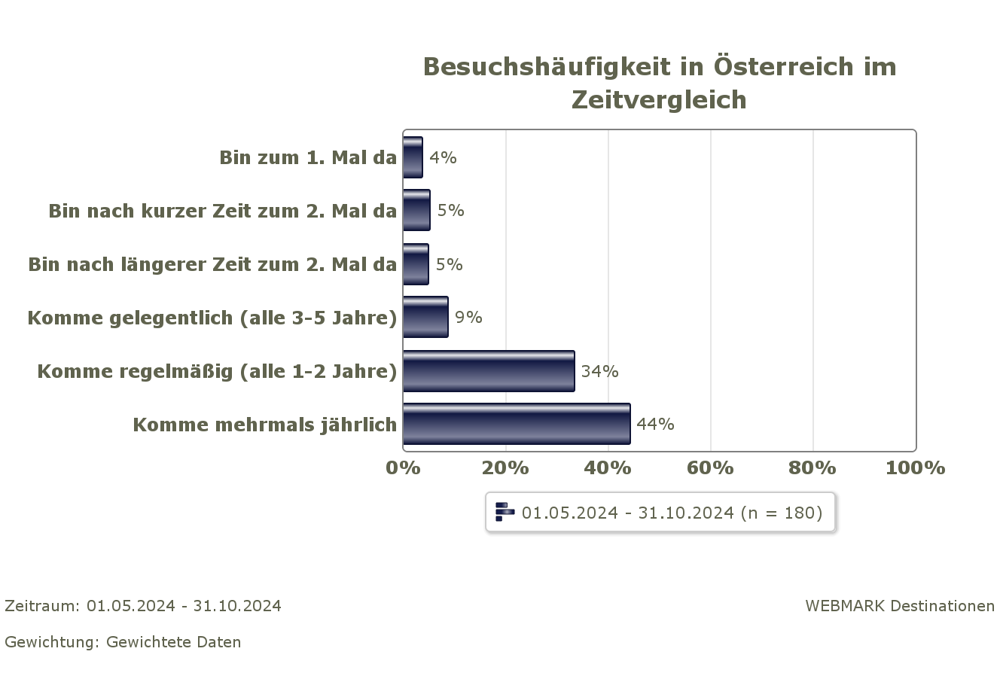 Besuchshäufigkeit in Österreich im
Zeitvergleich
Bin zum 1. Mal da 4%
Bin nach kurzer Zeit zum 2. Mal da 5%
Bin nach längerer Zeit zum 2. Mal da 5%
Komme gelegentlich (alle 3-5 Jahre) 9%
Komme regelmäßig (alle 1-2 Jahre) 34%
Komme mehrmals jährlich 44%
0% 20% 40% 60% 80% 100%
01.05.2024 - 31.10.2024 (n = 180)
Zeitraum: 01.05.2024 - 31.10.2024 WEBMARK Destinationen
Gewichtung: Gewichtete Daten